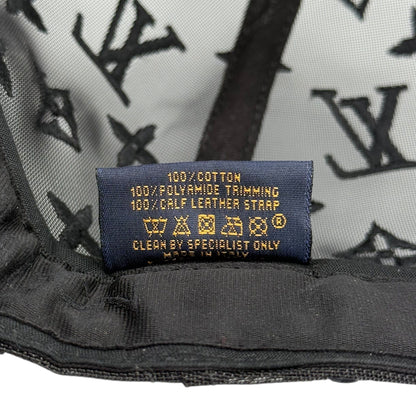 100% COTTON
100% POLYAMIDE TRIMMING
100% CALF LEATHER STRAP
®
CLEAN BY SPECIALIST ONLY
MADE IN ITALY